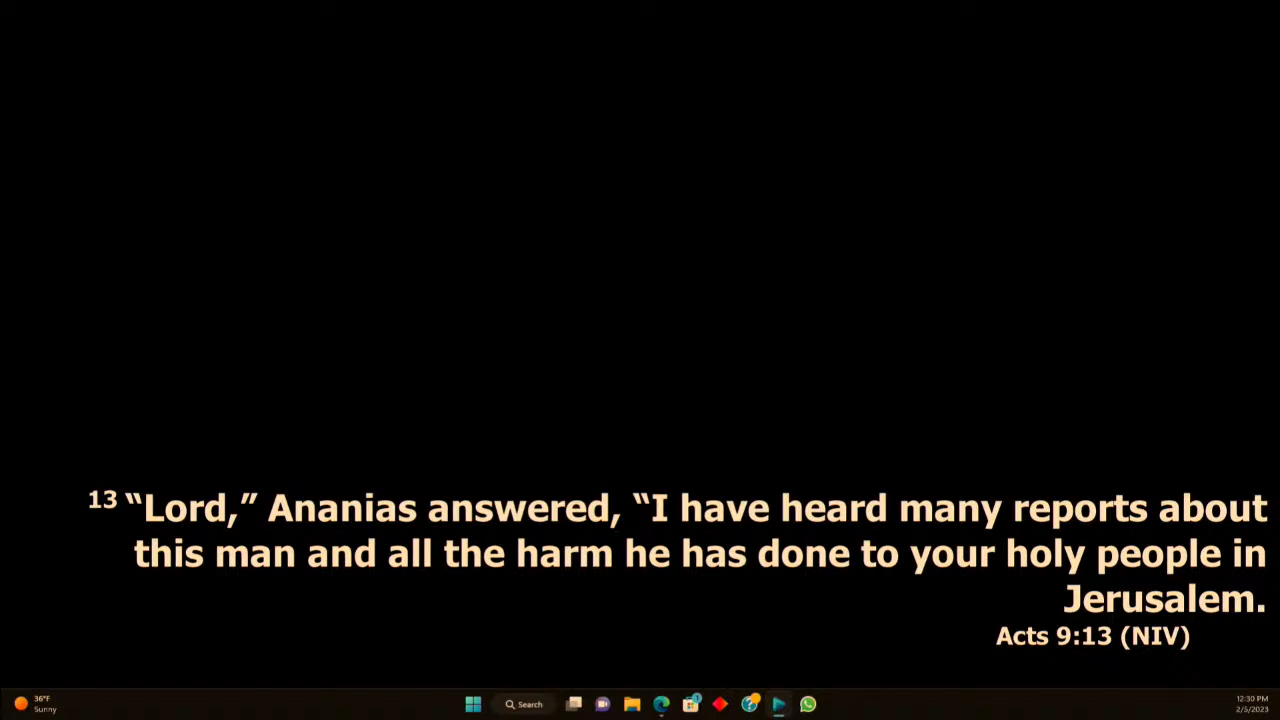 13 “Lord,” Ananias answered, “I have heard many reports about
this man and all the harm he has done to your holy people in
Jerusalem.
Acts 9:13 (NIV)
36°F
Sunny
Search
12:30 PM
2/5/2023